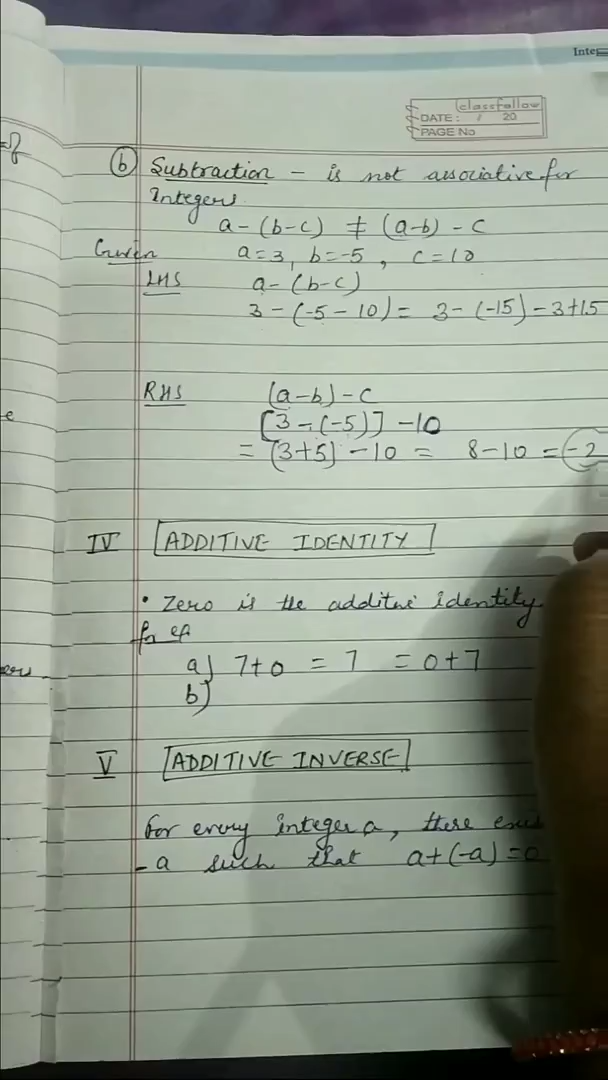 Inte
classfellow
DATE: / 20
PAGE No
(b) Subtraction - is not associative for
Integers
a-(b-c) ≠ (a-b)-c
Given a=3, b=-5, c=10
LHS a-(b-c)
3-(-5-10) = 3-(-15)-3+15
RHS (a-b)-c
[3-(-5)]-10
= (3+5)-10 = 8-10 = -2
IV ADDITIVE IDENTITY
• Zero is the additive identity
for eg
a) 7+0 = 7 = 0+7
b)
V ADDITIVE INVERSE
For every integer a, there exis
-a such that a+(-a)=0